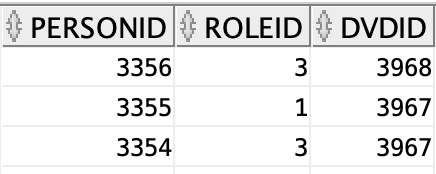 PERSONID ROLEID DVDID
3356 3 3968
3355 1 3967
3354 3 3967